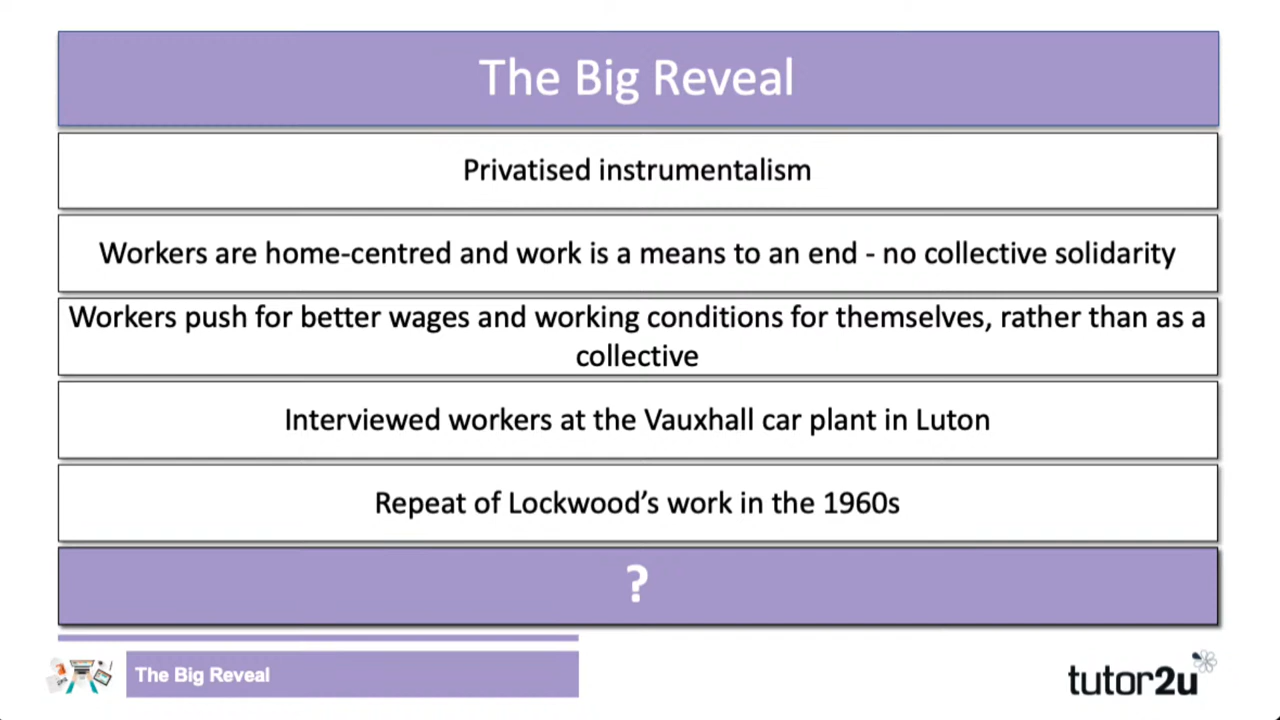 The Big Reveal
Privatised instrumentalism
Workers are home-centred and work is a means to an end - no collective solidarity
Workers push for better wages and working conditions for themselves, rather than as a
collective
Interviewed workers at the Vauxhall car plant in Luton
Repeat of Lockwood’s work in the 1960s
?
The Big Reveal
tutor2u